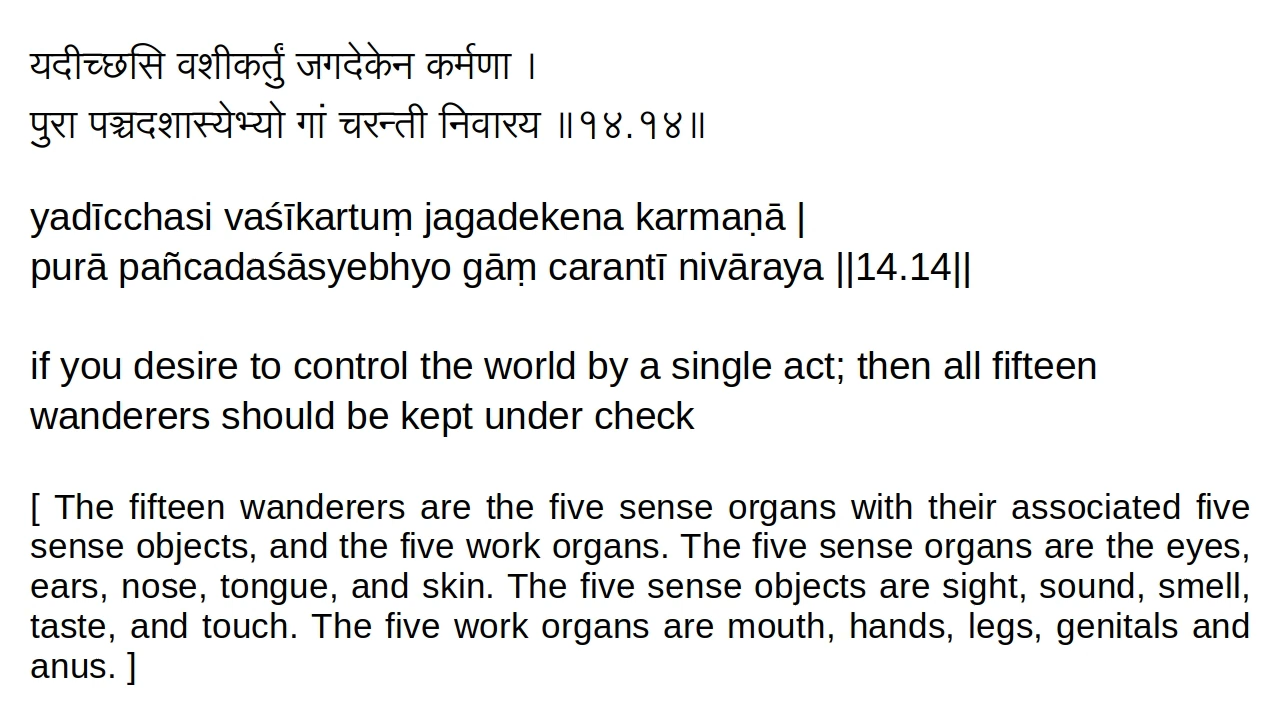 यदीच्छसि वशीकर्तुं जगदेकेन कर्मणा ।
पुरा पञ्चदशास्येभ्यो गां चरन्ती निवारय ॥१४.१४॥
yadīcchasi vaśīkartuṃ jagadekena karmaṇā |
purā pañcadaśāsyebhyo gāṃ carantī nivāraya ||14.14||
if you desire to control the world by a single act; then all fifteen
wanderers should be kept under check
[ The fifteen wanderers are the five sense organs with their associated five
sense objects, and the five work organs. The five sense organs are the eyes,
ears, nose, tongue, and skin. The five sense objects are sight, sound, smell,
taste, and touch. The five work organs are mouth, hands, legs, genitals and
anus. ]